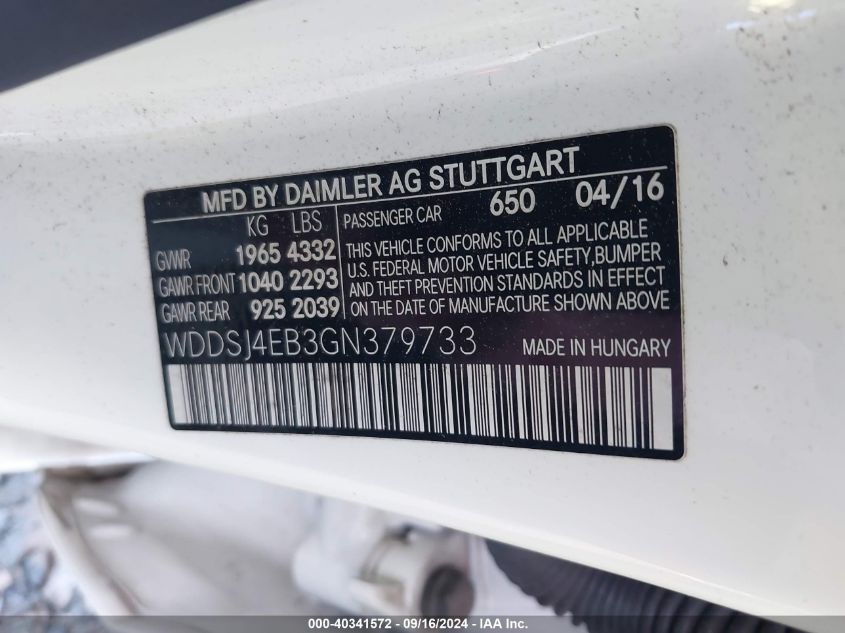 MFD BY DAIMLER AG STUTTGART
KG LBS
GVWR 1965 4332
GAWR FRONT 1040 2293
GAWR REAR 925 2039
PASSENGER CAR 650 04/16
THIS VEHICLE CONFORMS TO ALL APPLICABLE
U.S. FEDERAL MOTOR VEHICLE SAFETY,BUMPER
AND THEFT PREVENTION STANDARDS IN EFFECT
ON THE DATE OF MANUFACTURE SHOWN ABOVE
WDDSJ4EB3GN379733 MADE IN HUNGARY
000-40341572 - 09/16/2024 - IAA Inc.